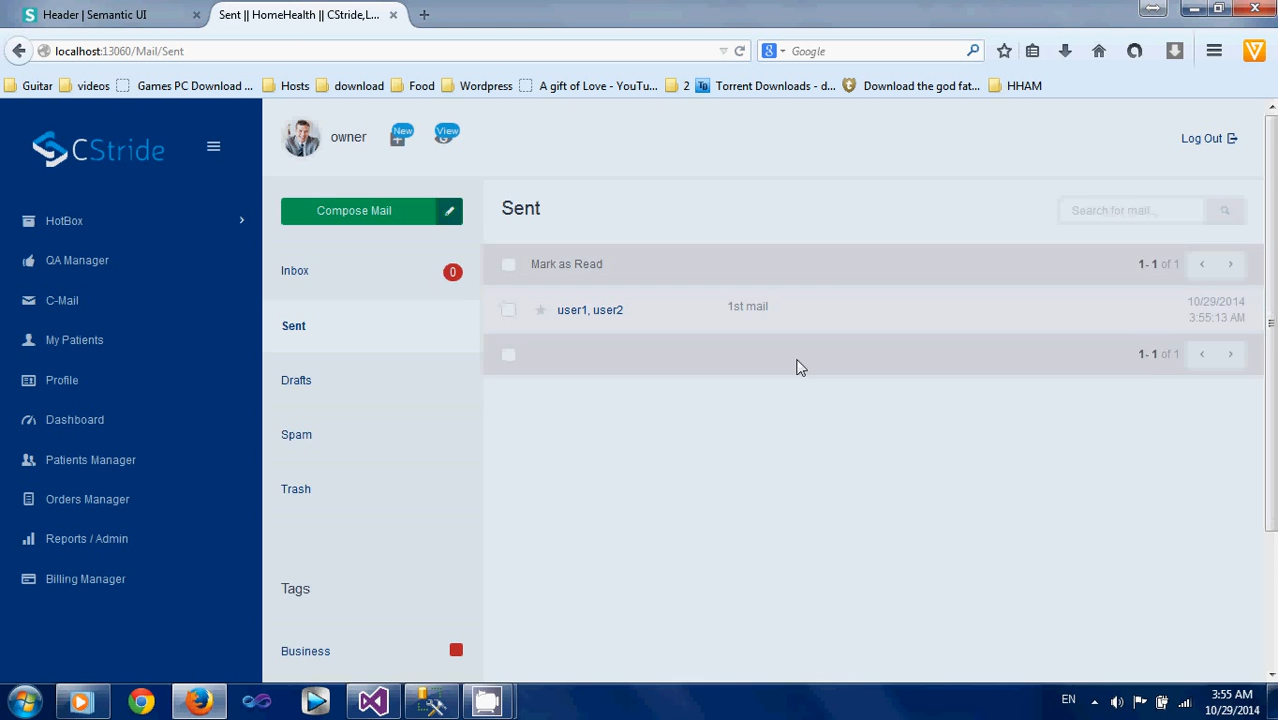 Header | Semantic UI
Sent || HomeHealth || CStride,L...
localhost:13060/Mail/Sent
Google
Guitar
videos
Games PC Download ...
Hosts
download
Food
Wordpress
A gift of Love - YouTu...
2
Torrent Downloads - d...
Download the god fat...
HHAM
CStride
owner
New
View
Log Out
HotBox
QA Manager
C-Mail
My Patients
Profile
Dashboard
Patients Manager
Orders Manager
Reports / Admin
Billing Manager
Compose Mail
Inbox
0
Sent
Drafts
Spam
Trash
Tags
Business
Sent
Search for mail...
Mark as Read
1- 1 of 1
user1, user2
1st mail
10/29/2014
3:55:13 AM
1- 1 of 1
EN
3:55 AM
10/29/2014